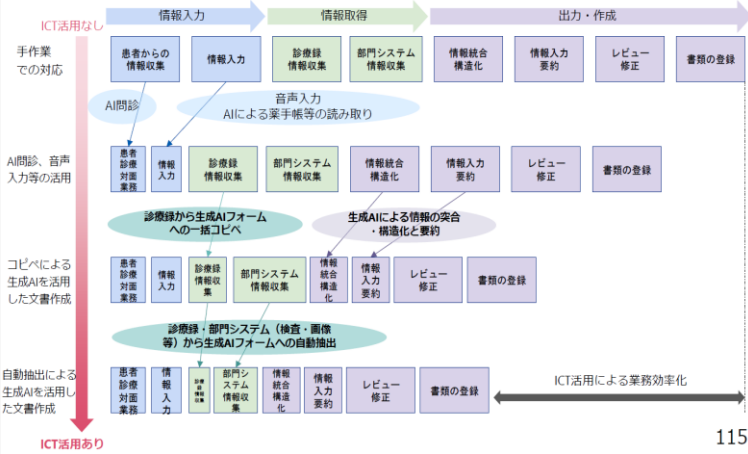 情報入力
情報取得
出力・作成
ICT活用なし
手作業
での対応
患者からの
情報収集
情報入力
診療録
情報収集
部門システム
情報収集
情報統合
構造化
情報入力
要約
レビュー
修正
書類の登録
AI問診
音声入力
AIによる薬手帳等の読み取り
AI問診、音声
入力等の活用
患者
診療
対面
業務
情報
入力
診療録
情報収集
部門システム
情報収集
情報統合
構造化
情報入力
要約
レビュー
修正
書類の登録
診療録から生成AIフォーム
への一括コピペ
生成AIによる情報の突合
・構造化と要約
コピペによる
生成AIを活用
した文書作成
患者
診療
対面
業務
情報
入力
診療録
情報収
集
部門システム
情報収集
情報
統合
構造
化
情報
入力
要約
レビュー
修正
書類の登録
診療録・部門システム（検査・画像
等）から生成AIフォームへの自動抽出
自動抽出による
生成AIを活用し
た文書作成
患者
診療
対面
業務
情
報
入
力
診療
録
情報
収集
部門シ
ステム
情報収
集
情報
統合
構造
化
情報
入力
要約
レビュー
修正
書類の登録
ICT活用による業務効率化
ICT活用あり
115